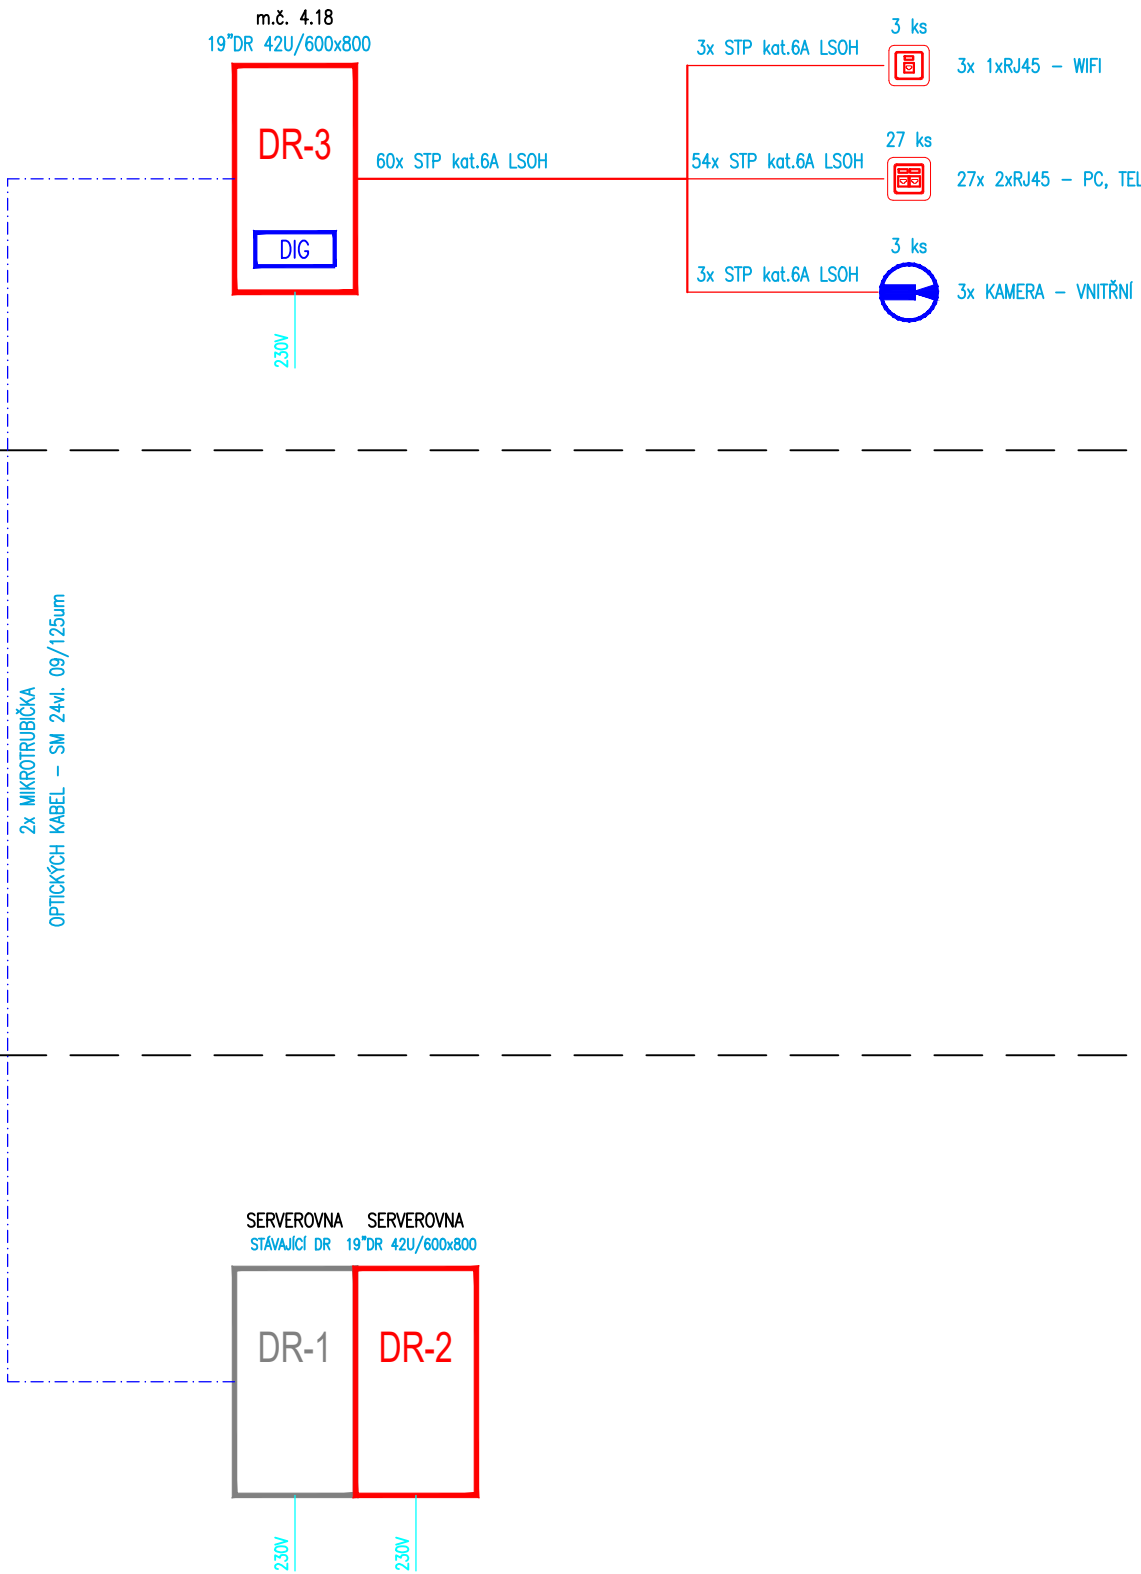 m.č. 4.18
19"DR 42U/600x800
DR-3
DIG
230V
60x STP kat.6A LSOH
3x STP kat.6A LSOH
3 ks
3x 1xRJ45 – WIFI
54x STP kat.6A LSOH
27 ks
27x 2xRJ45 – PC, TEL
3x STP kat.6A LSOH
3 ks
3x KAMERA – VNITŘNÍ
2x MIKROTRUBIČKA
OPTICKÝCH KABEL – SM 24vl. 09/125um
SERVEROVNA
STÁVAJÍCÍ DR
DR-1
230V
SERVEROVNA
19"DR 42U/600x800
DR-2
230V